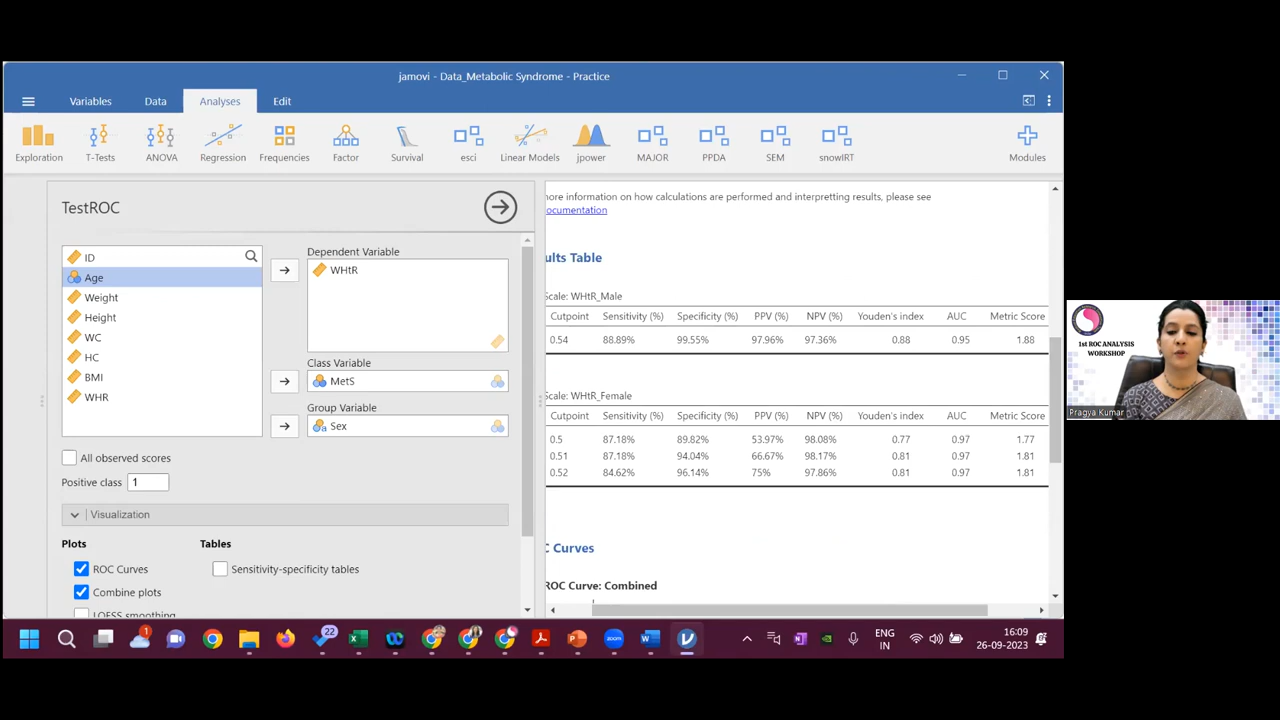 jamovi - Data_Metabolic Syndrome - Practice
Variables Data Analyses Edit
Exploration T-Tests ANOVA Regression Frequencies Factor Survival esci Linear Models jpower MAJOR PPDA SEM snowIRT Modules
TestROC
ID
Age
Weight
Height
WC
HC
BMI
WHR
Dependent Variable
WHtR
Class Variable
MetS
Group Variable
Sex
All observed scores
Positive class 1
Visualization
Plots Tables
ROC Curves Sensitivity-specificity tables
Combine plots
LOESS smoothing
ore information on how calculations are performed and interpretting results, please see
ocumentation
ults Table
Scale: WHtR_Male
Cutpoint Sensitivity (%) Specificity (%) PPV (%) NPV (%) Youden's index AUC Metric Score
0.54 88.89% 99.55% 97.96% 97.36% 0.88 0.95 1.88
Scale: WHtR_Female
Cutpoint Sensitivity (%) Specificity (%) PPV (%) NPV (%) Youden's index AUC Metric Score
0.5 87.18% 89.82% 53.97% 98.08% 0.77 0.97 1.77
0.51 87.18% 94.04% 66.67% 98.17% 0.81 0.97 1.81
0.52 84.62% 96.14% 75% 97.86% 0.81 0.97 1.81
C Curves
ROC Curve: Combined
1st ROC ANALYSIS
WORKSHOP
Pragya Kumar
1
22
ENG
IN
16:09
26-09-2023